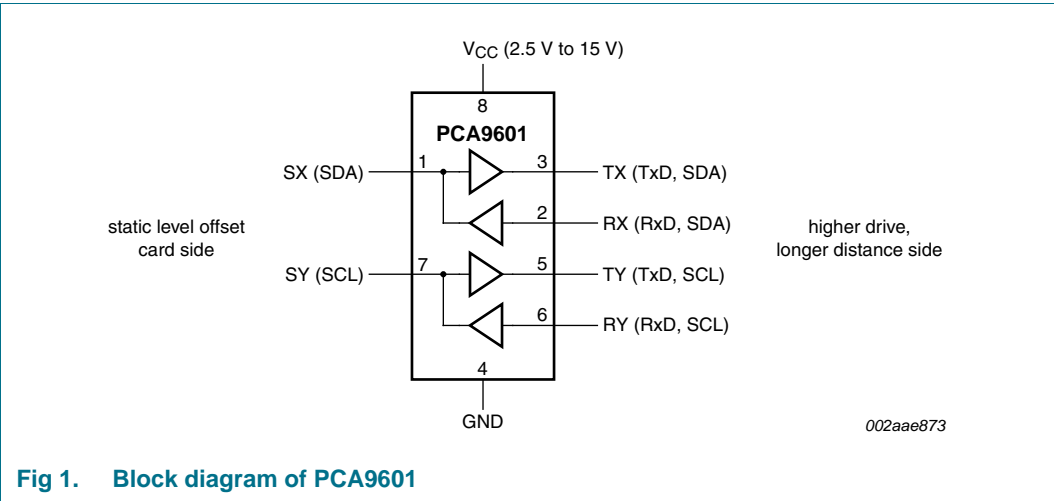 VCC (2.5 V to 15 V)
8
PCA9601
SX (SDA)
1
3
TX (TxD, SDA)
2
RX (RxD, SDA)
static level offset
card side
higher drive,
longer distance side
SY (SCL)
7
5
TY (TxD, SCL)
6
RY (RxD, SCL)
4
GND
002aae873
Fig 1. Block diagram of PCA9601